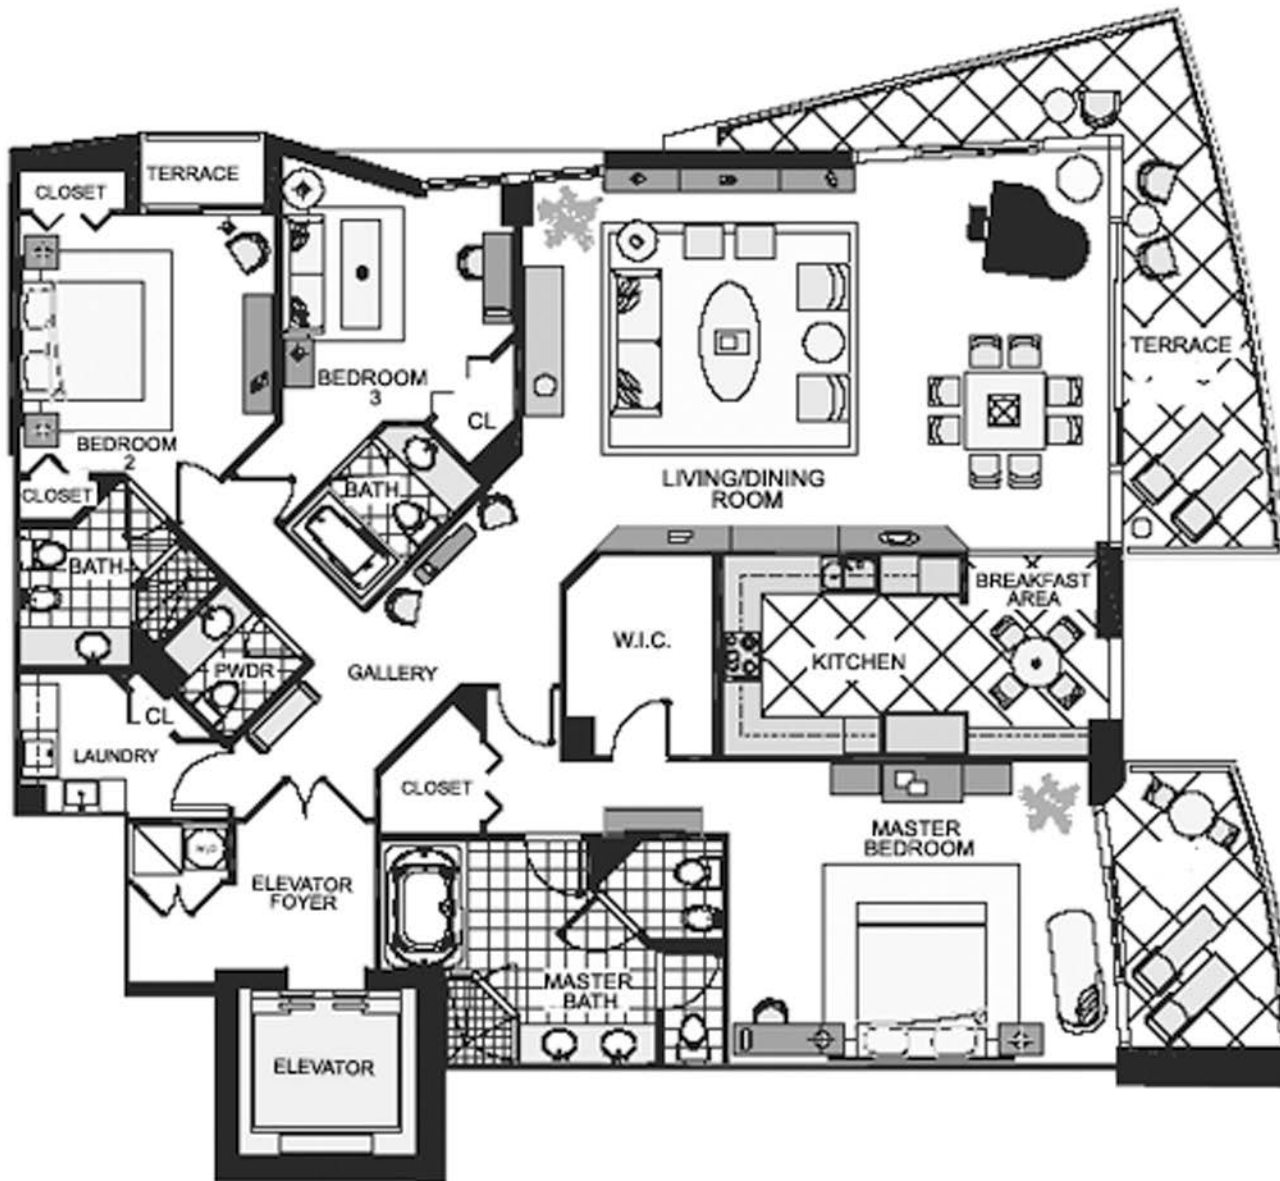 TERRACE
CLOSET
TERRACE
BEDROOM
3
CL
BEDROOM
2
LIVING/DINING
ROOM
CLOSET
BATH
BATH
BREAKFAST
AREA
W.I.C.
KITCHEN
PWDR
GALLERY
CL
LAUNDRY
CLOSET
MASTER
BEDROOM
ELEVATOR
FOYER
MASTER
BATH
ELEVATOR